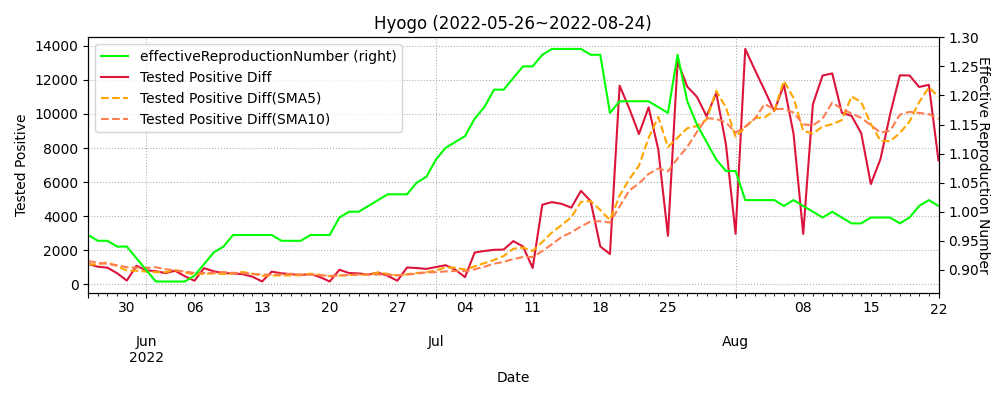 Hyogo (2022-05-26~2022-08-24)
effectiveReproductionNumber (right)
Tested Positive Diff
Tested Positive Diff(SMA5)
Tested Positive Diff(SMA10)
Tested Positive
14000
12000
10000
8000
6000
4000
2000
0
1.30
1.25
1.20
1.15
1.10
1.05
1.00
0.95
0.90
Effective Reproduction Number
30 06 13 20 27 04 11 18 25 08 15 22
Jun Jul Aug
2022
Date